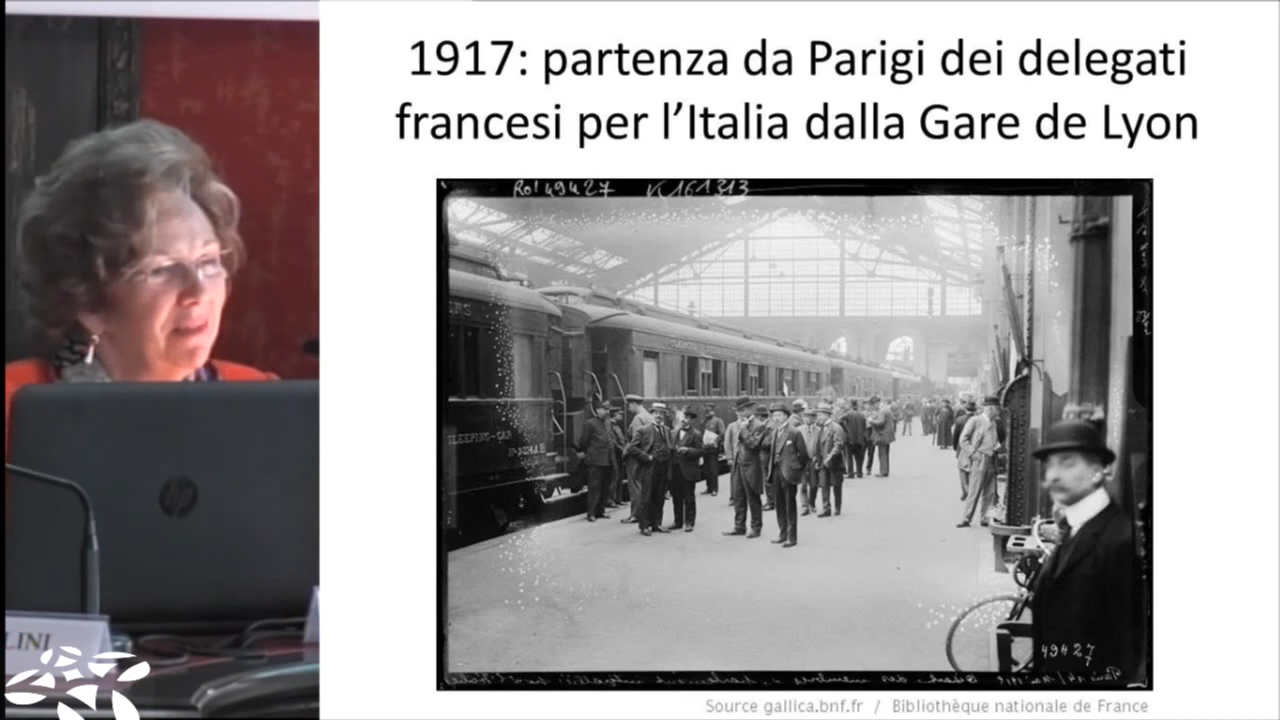 1917: partenza da Parigi dei delegati
francesi per l’Italia dalla Gare de Lyon
Rol 49427 K 161313
SLEEPING-CAR
49427
LINI
hp
Source gallica.bnf.fr / Bibliothèque nationale de France